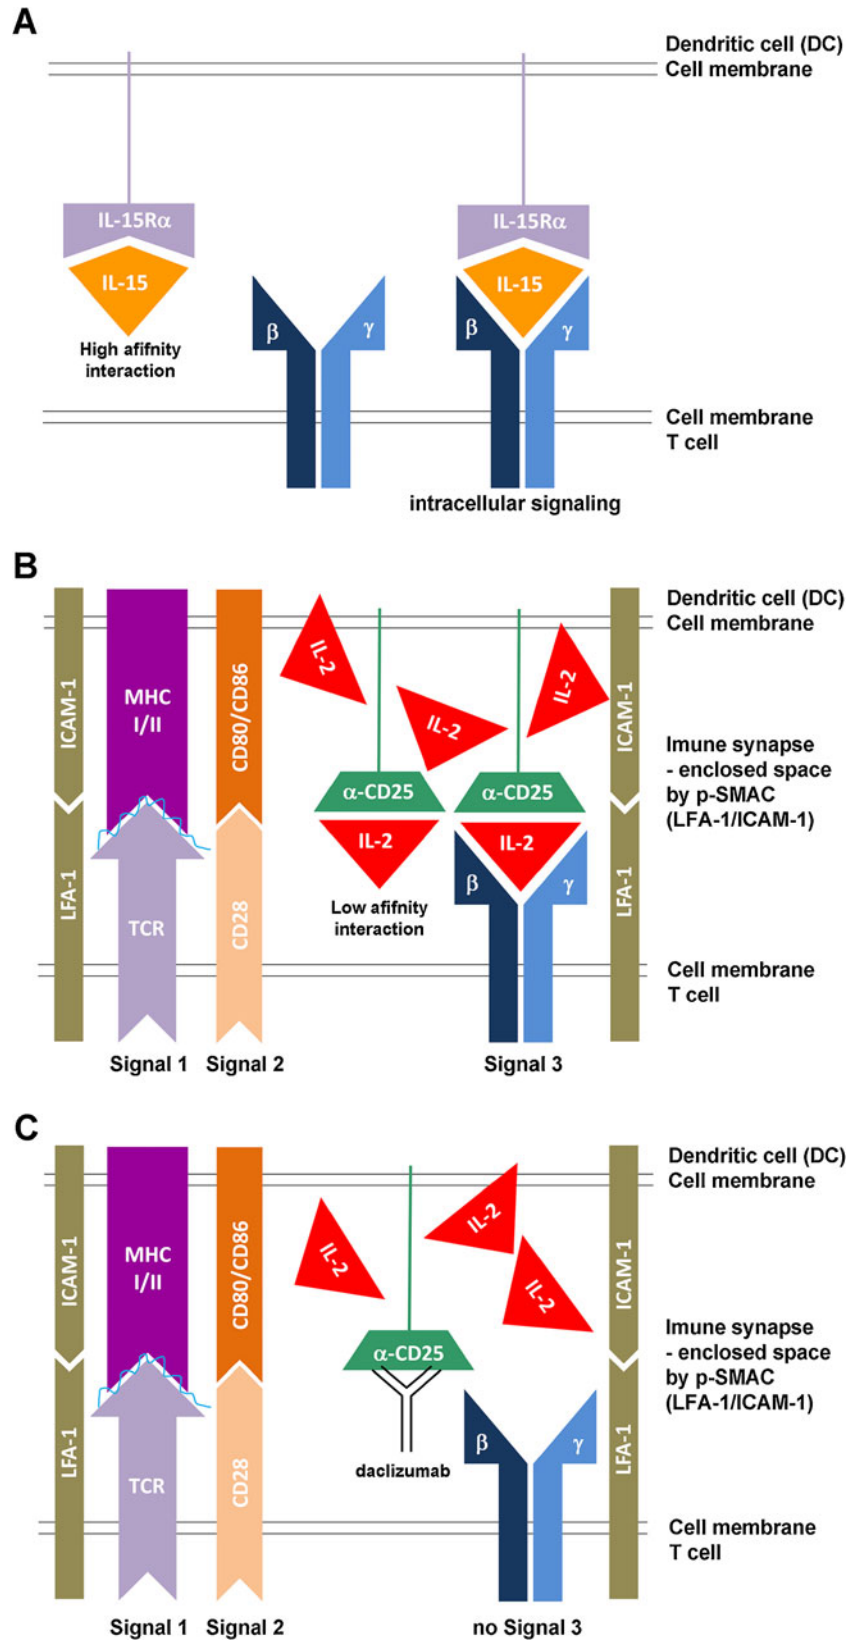 A
Dendritic cell (DC)
Cell membrane
IL-15Rα
IL-15
High afifnity
interaction
β
γ
IL-15Rα
IL-15
β
γ
Cell membrane
T cell
intracellular signaling
B
Dendritic cell (DC)
Cell membrane
ICAM-1
LFA-1
MHC
I/II
TCR
CD80/CD86
CD28
IL-2
IL-2
IL-2
α-CD25
IL-2
Low afifnity
interaction
α-CD25
IL-2
β
γ
ICAM-1
LFA-1
Imune synapse
- enclosed space
by p-SMAC
(LFA-1/ICAM-1)
Cell membrane
T cell
Signal 1
Signal 2
Signal 3
C
Dendritic cell (DC)
Cell membrane
ICAM-1
LFA-1
MHC
I/II
TCR
CD80/CD86
CD28
IL-2
IL-2
IL-2
α-CD25
daclizumab
β
γ
ICAM-1
LFA-1
Imune synapse
- enclosed space
by p-SMAC
(LFA-1/ICAM-1)
Cell membrane
T cell
Signal 1
Signal 2
no Signal 3